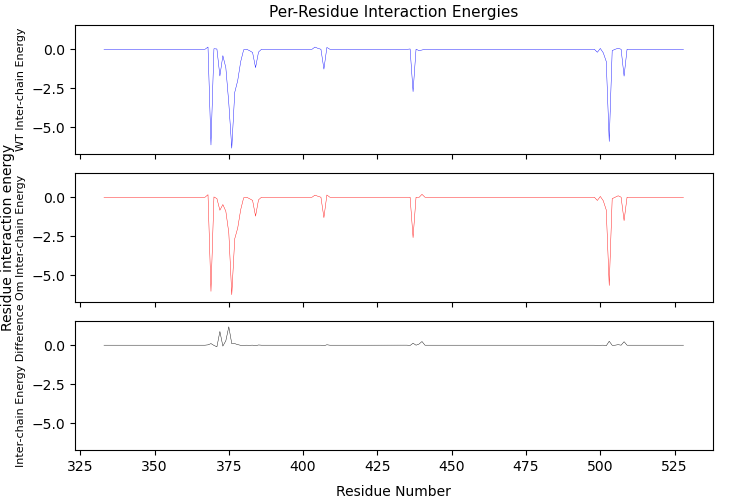 Per-Residue Interaction Energies
Residue interaction energy
WT Inter-chain Energy
0.0
−2.5
−5.0
Om Inter-chain Energy
0.0
−2.5
−5.0
Inter-chain Energy Difference
0.0
−2.5
−5.0
325 350 375 400 425 450 475 500 525
Residue Number